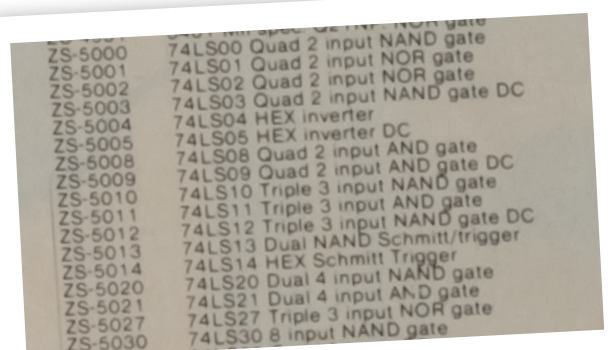 NOR gate
ZS-5000 74LS00 Quad 2 input NAND gate
ZS-5001 74LS01 Quad 2 input NOR gate
ZS-5002 74LS02 Quad 2 input NOR gate
ZS-5003 74LS03 Quad 2 input NAND gate DC
ZS-5004 74LS04 HEX inverter
ZS-5005 74LS05 HEX inverter DC
ZS-5008 74LS08 Quad 2 input AND gate
ZS-5009 74LS09 Quad 2 input AND gate DC
ZS-5010 74LS10 Triple 3 input NAND gate
ZS-5011 74LS11 Triple 3 input AND gate
ZS-5012 74LS12 Triple 3 input NAND gate DC
ZS-5013 74LS13 Dual NAND Schmitt/trigger
ZS-5014 74LS14 HEX Schmitt Trigger
ZS-5020 74LS20 Dual 4 input NAND gate
ZS-5021 74LS21 Dual 4 input AND gate
ZS-5027 74LS27 Triple 3 input NOR gate
ZS-5030 74LS30 8 input NAND gate